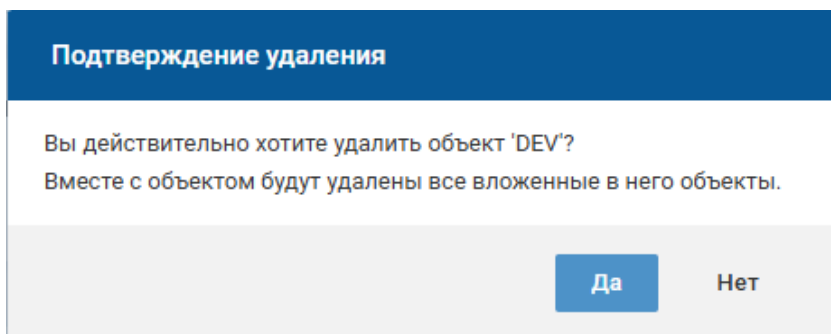 Подтверждение удаления
Вы действительно хотите удалить объект 'DEV'?
Вместе с объектом будут удалены все вложенные в него объекты.
Да Нет